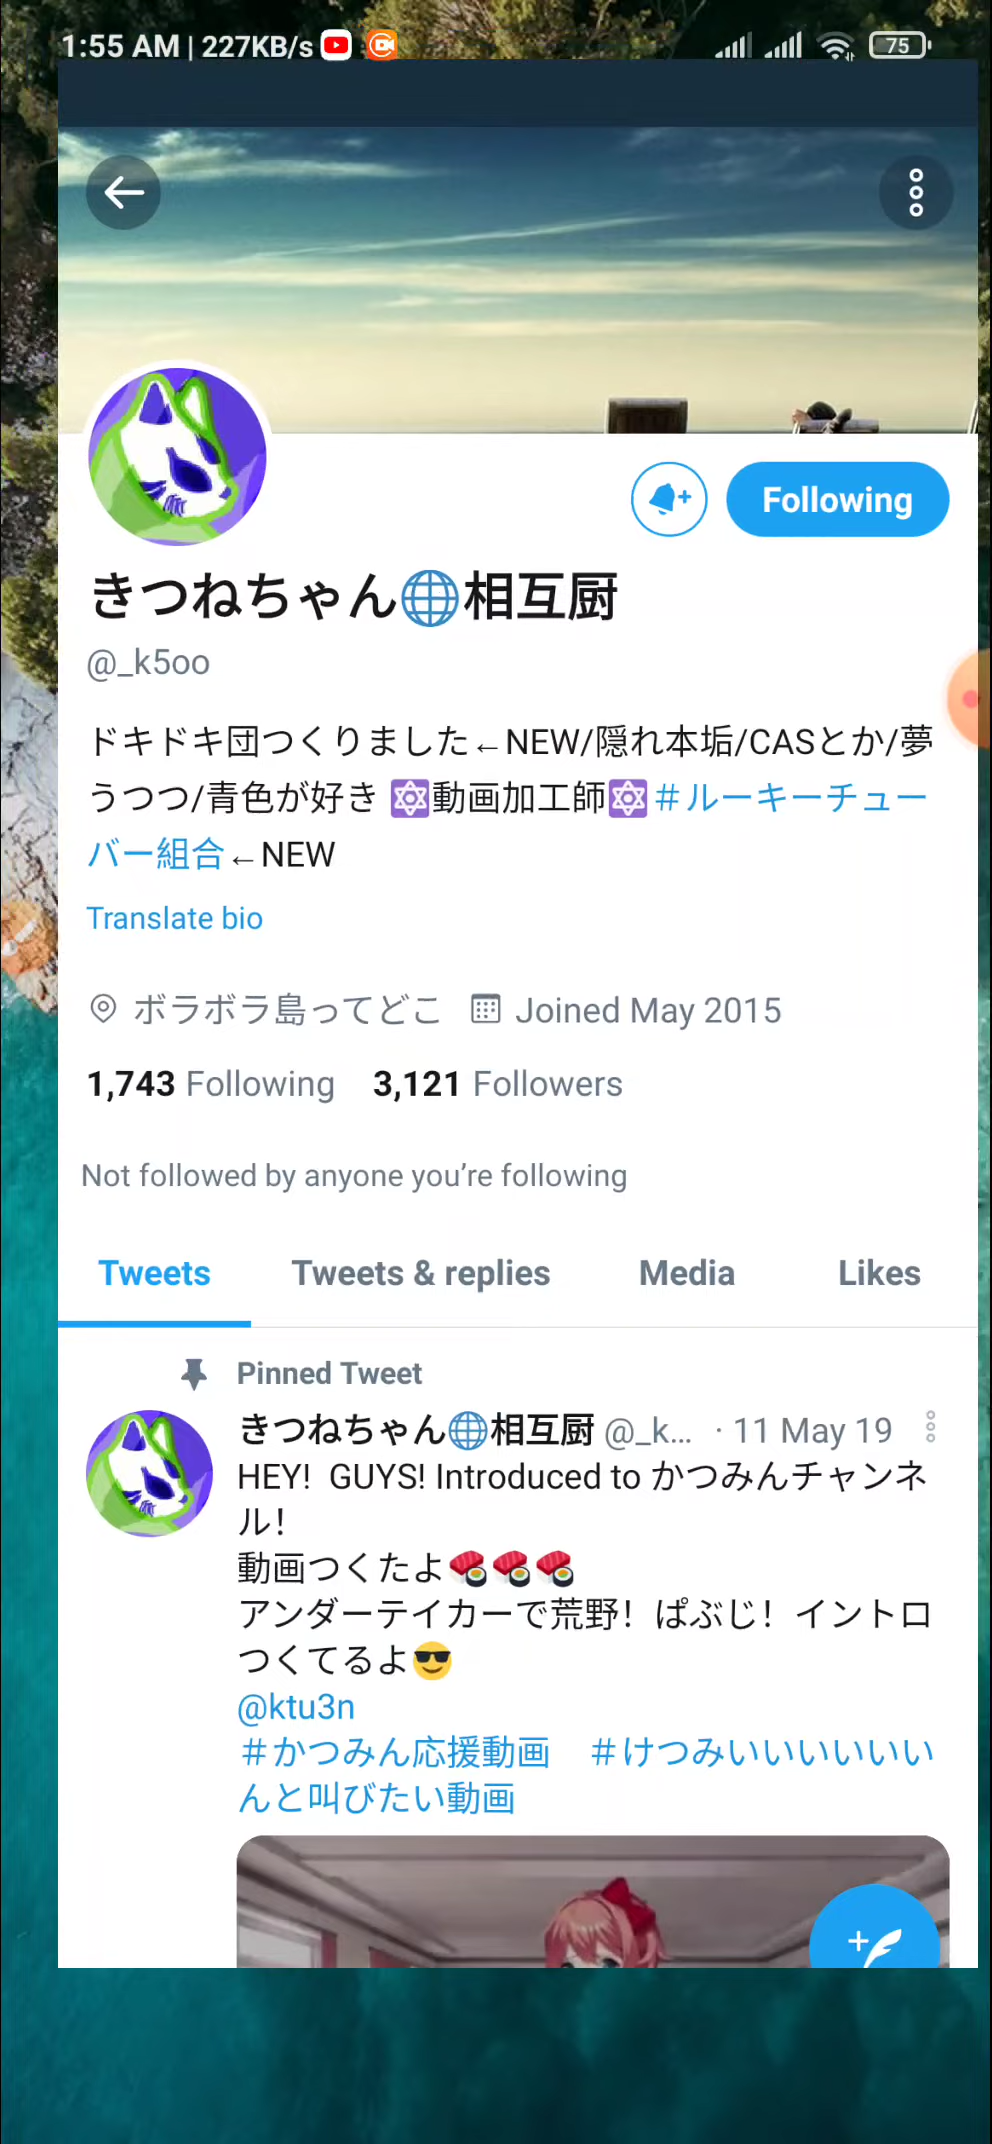 1:55 AM | 227KB/s
75
Following
きつねちゃん🌐相互厨
@_k5oo
ドキドキ団つくりました←NEW/隠れ本垢/CASとか/夢
うつつ/青色が好き 🔯動画加工師🔯#ルーキーチュー
バー組合←NEW
Translate bio
ボラボラ島ってどこ Joined May 2015
1,743 Following 3,121 Followers
Not followed by anyone you’re following
Tweets Tweets & replies Media Likes
Pinned Tweet
きつねちゃん🌐相互厨 @_k... · 11 May 19
HEY! GUYS! Introduced to かつみんチャンネ
ル!
動画つくたよ🍣🍣🍣
アンダーテイカーで荒野! ぱぶじ! イントロ
つくてるよ😎
@ktu3n
#かつみん応援動画 #けつみいいいいいい
んと叫びたい動画